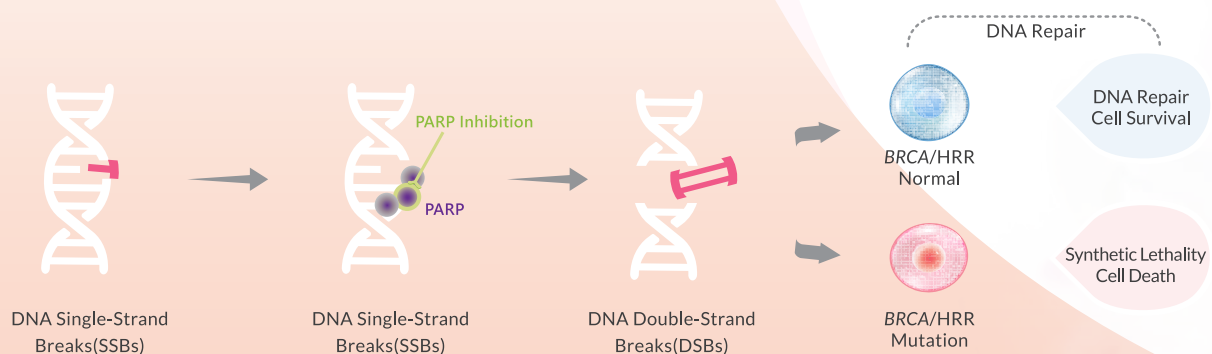 DNA Repair
PARP Inhibition
PARP
DNA Single-Strand
Breaks(SSBs)
DNA Single-Strand
Breaks(SSBs)
DNA Double-Strand
Breaks(DSBs)
BRCA/HRR
Normal
DNA Repair
Cell Survival
BRCA/HRR
Mutation
Synthetic Lethality
Cell Death